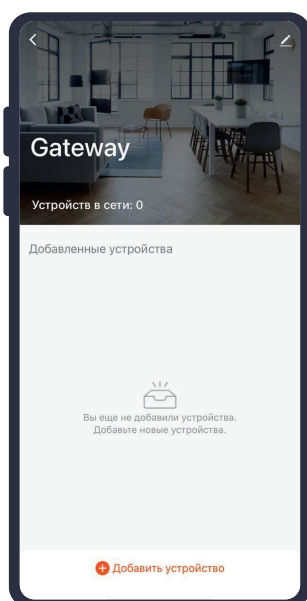 Gateway
Устройств в сети: 0
Добавленные устройства
Вы еще не добавили устройства.
Добавьте новые устройства.
Добавить устройство